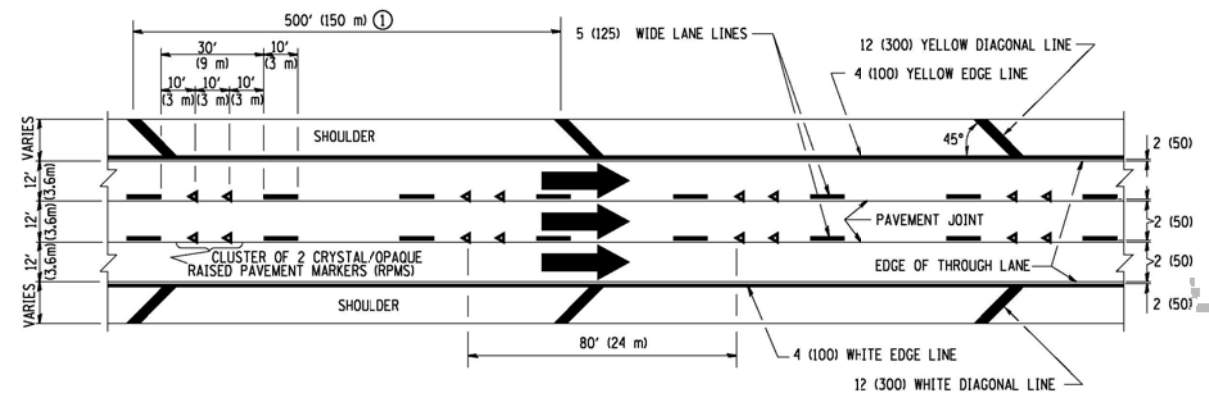 500' (150 m) ①
5 (125) WIDE LANE LINES
12 (300) YELLOW DIAGONAL LINE
4 (100) YELLOW EDGE LINE
30'
(9 m)
10'
(3 m)
10' 10' 10'
(3 m) (3 m) (3 m)
VARIES
SHOULDER
45°
2 (50)
12'
(3.6m)
12'
(3.6m)
PAVEMENT JOINT
2 (50)
CLUSTER OF 2 CRYSTAL/OPAQUE
RAISED PAVEMENT MARKERS (RPMS)
12'
(3.6m)
EDGE OF THROUGH LANE
2 (50)
VARIES
SHOULDER
2 (50)
80' (24 m)
4 (100) WHITE EDGE LINE
12 (300) WHITE DIAGONAL LINE